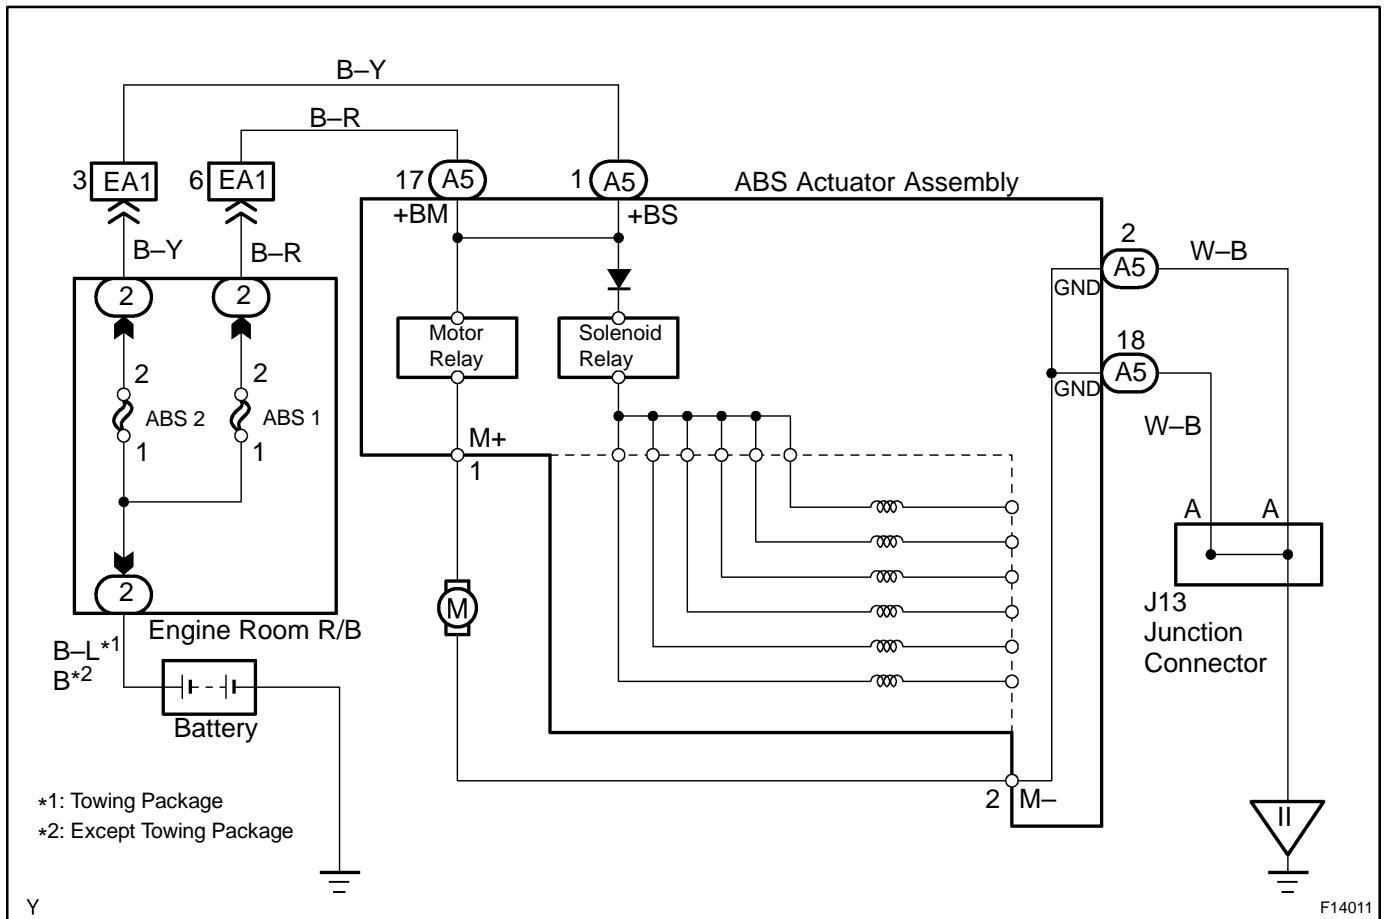 B–Y
B–R
3 EA1
6 EA1
17 A5
1 A5
ABS Actuator Assembly
+BM
+BS
B–Y
B–R
2
A5
W–B
GND
2
2
Motor
Relay
Solenoid
Relay
18
A5
GND
W–B
2
2
ABS 2
ABS 1
1
1
M+
1
A
A
2
M
J13
Junction
Connector
Engine Room R/B
B–L*1
B*2
Battery
2 M–
*1: Towing Package
*2: Except Towing Package
II
Y
F14011